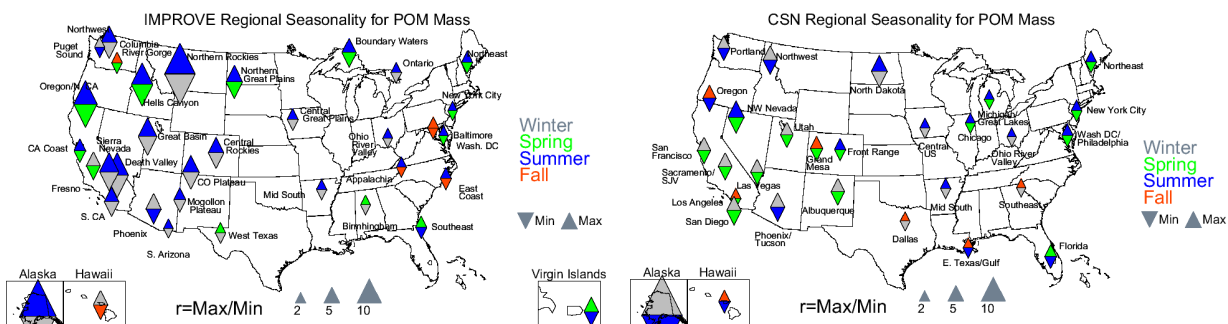 IMPROVE Regional Seasonality for POM Mass
Northwest
Puget
Sound
Columbia
River Gorge
Northern Rockies
Boundary Waters
Ontario
Northeast
Oregon/N. CA
Hells Canyon
Northern
Great Plains
New York City
Central
Great Plains
Great Basin
Sierra
Nevada
CA Coast
Death Valley
Central
Rockies
Ohio
River
Valley
Baltimore
Wash. DC
Fresno
CO Plateau
Appalachia
East
Coast
Mid South
S. CA
Mogollon
Plateau
Phoenix
West Texas
Birmhingham
Southeast
S. Arizona
Alaska
Hawaii
r=Max/Min
2
5
10
Virgin Islands
Winter
Spring
Summer
Fall
Min
Max
CSN Regional Seasonality for POM Mass
Portland
Northwest
Northeast
Oregon
North Dakota
NW Nevada
Michigan/
Great Lakes
New York City
Utah
Chicago
Wash DC/
Philadelphia
San
Francisco
Grand
Mesa
Front Range
Central
US
Ohio River
Valley
Sacramento/
SJV
Las Vegas
Los Angeles
Albuquerque
Mid South
Southeast
San Diego
Phoenix/
Tucson
Dallas
E. Texas/Gulf
Florida
Alaska
Hawaii
r=Max/Min
2
5
10
Winter
Spring
Summer
Fall
Min
Max